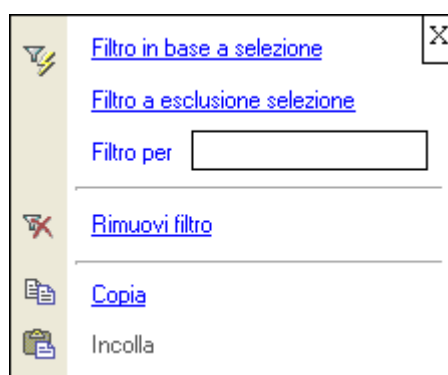 X
Filtro in base a selezione
Filtro a esclusione selezione
Filtro per
Rimuovi filtro
Copia
Incolla